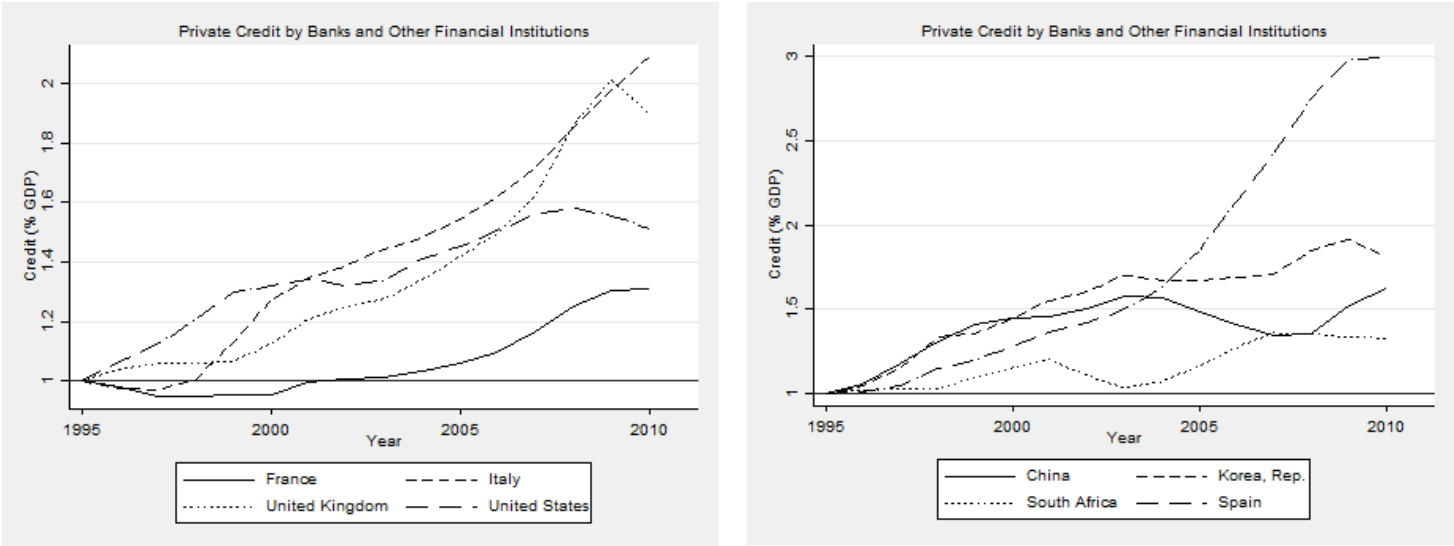 Private Credit by Banks and Other Financial Institutions
Credit (% GDP)
2
1.8
1.6
1.4
1.2
1
1995 2000 2005 2010
Year
France Italy
United Kingdom United States
Private Credit by Banks and Other Financial Institutions
Credit (% GDP)
3
2.5
2
1.5
1
1995 2000 2005 2010
Year
China Korea, Rep.
South Africa Spain